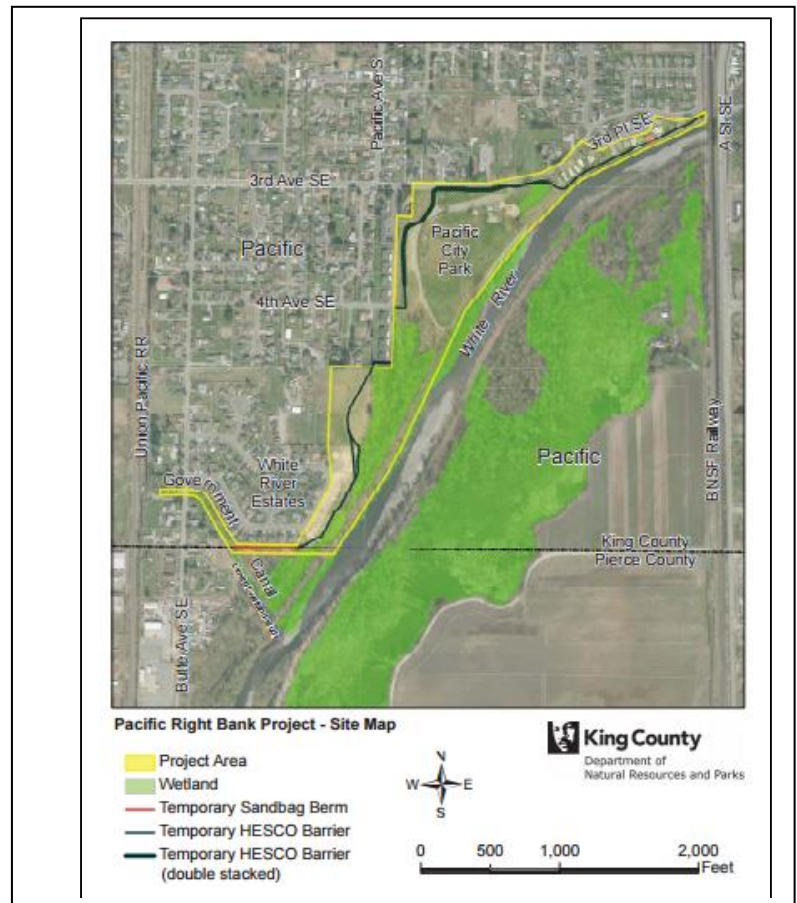 Pacific Ave S
A St SE
3rd Pl SE
3rd Ave SE
Pacific
Pacific
City
Park
4th Ave SE
White River
Union Pacific RR
White
River
Estates
Pacific
BNSF Railway
Government
Canal
King County
Pierce County
Butte Ave SE
Pacific Right Bank Project - Site Map
King County
Department of
Natural Resources and Parks
Project Area
Wetland
Temporary Sandbag Berm
Temporary HESCO Barrier
Temporary HESCO Barrier
(double stacked)
N
W E
S
0 500 1,000 2,000
Feet